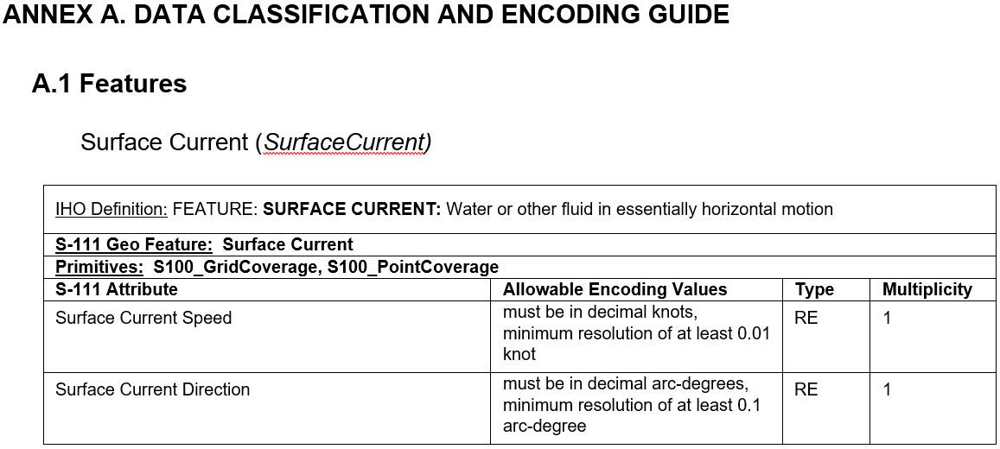 ANNEX A. DATA CLASSIFICATION AND ENCODING GUIDE
A.1 Features
Surface Current (SurfaceCurrent)
IHO Definition: FEATURE: SURFACE CURRENT: Water or other fluid in essentially horizontal motion
S-111 Geo Feature: Surface Current
Primitives: S100_GridCoverage, S100_PointCoverage
S-111 Attribute Allowable Encoding Values Type Multiplicity
Surface Current Speed must be in decimal knots, RE 1
minimum resolution of at least 0.01
knot
Surface Current Direction must be in decimal arc-degrees, RE 1
minimum resolution of at least 0.1
arc-degree